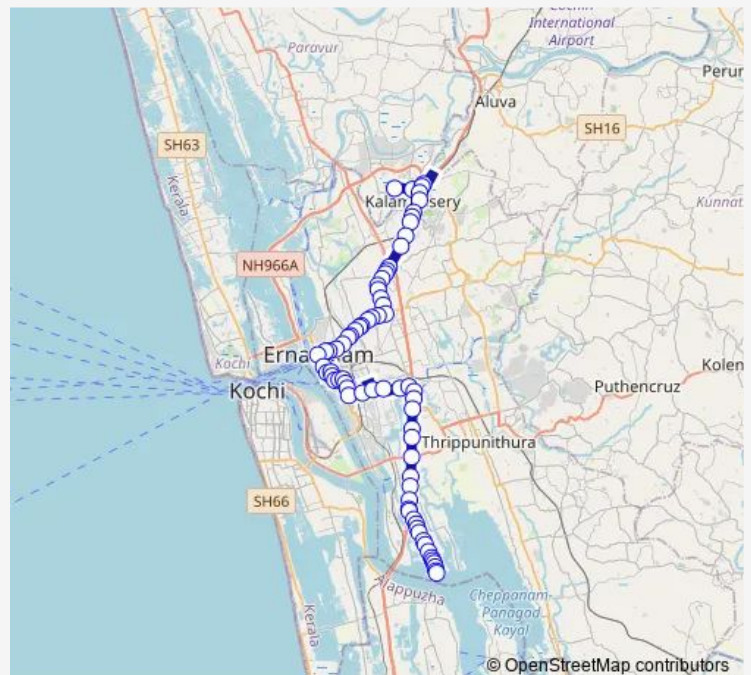 Cochin
International
Airport
Paravur
Perur
Aluva
SH16
SH63
Kerala
Kunnat
NH966A
Kochi
Kochi
Kolen
Puthencruz
Thrippunithura
SH66
Alappuzha
Cheppanam-
Panagad
Kayal
Kerala
© OpenStreetMap contributors